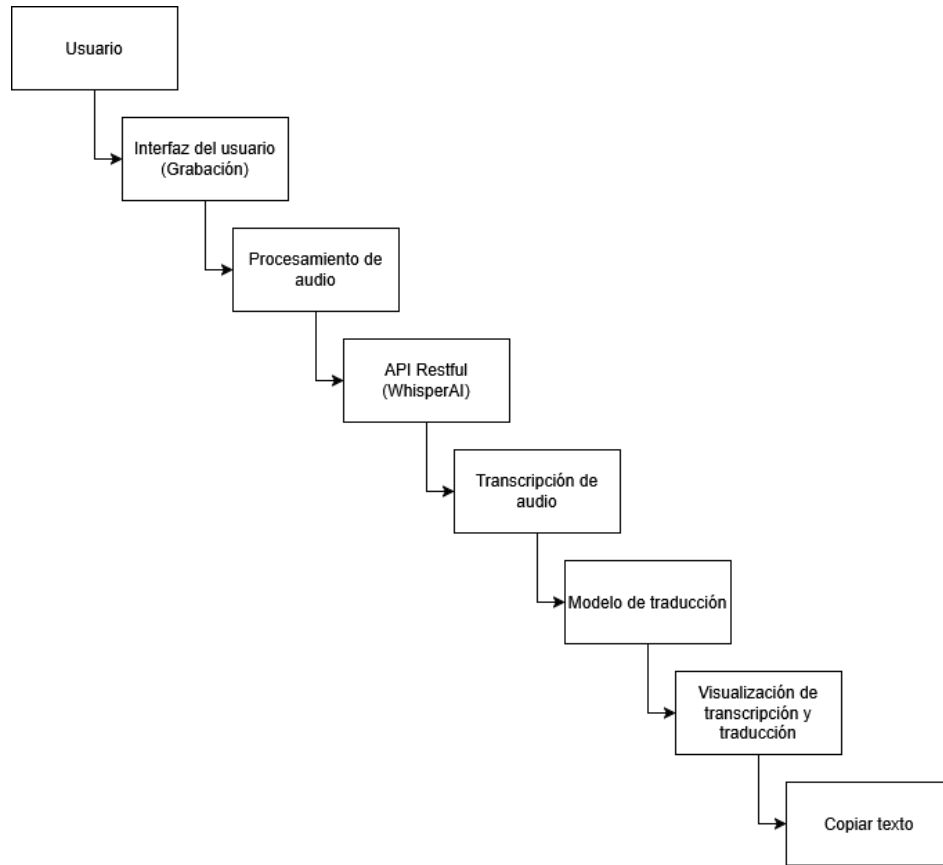 Usuario
Interfaz del usuario
(Grabación)
Procesamiento de
audio
API Restful
(WhisperAI)
Transcripción de
audio
Modelo de traducción
Visualización de
transcripción y
traducción
Copiar texto